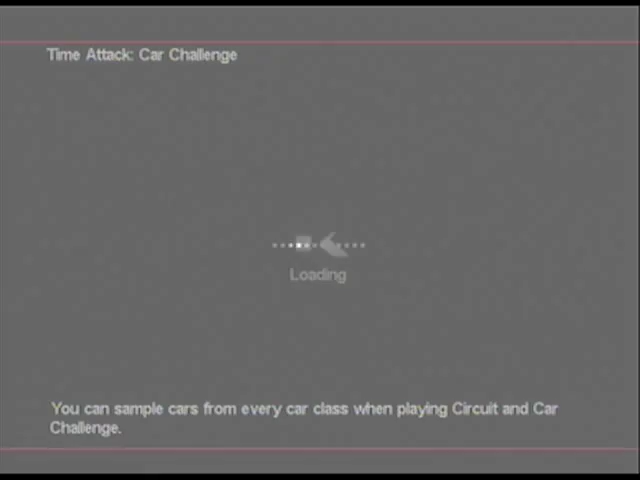 Time Attack: Car Challenge
Loading
You can sample cars from every car class when playing Circuit and Car
Challenge.